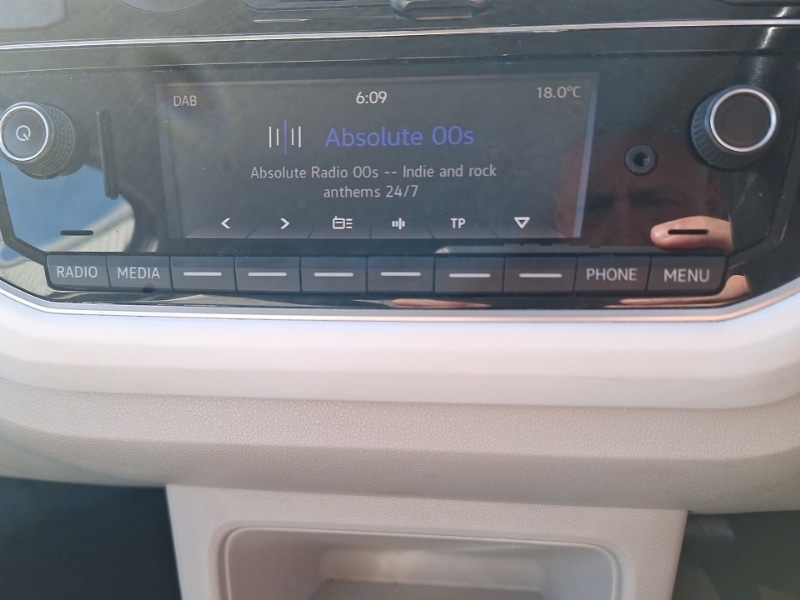 DAB 6:09 18.0°C
Absolute 00s
Absolute Radio 00s -- Indie and rock
anthems 24/7
TP
RADIO MEDIA PHONE MENU